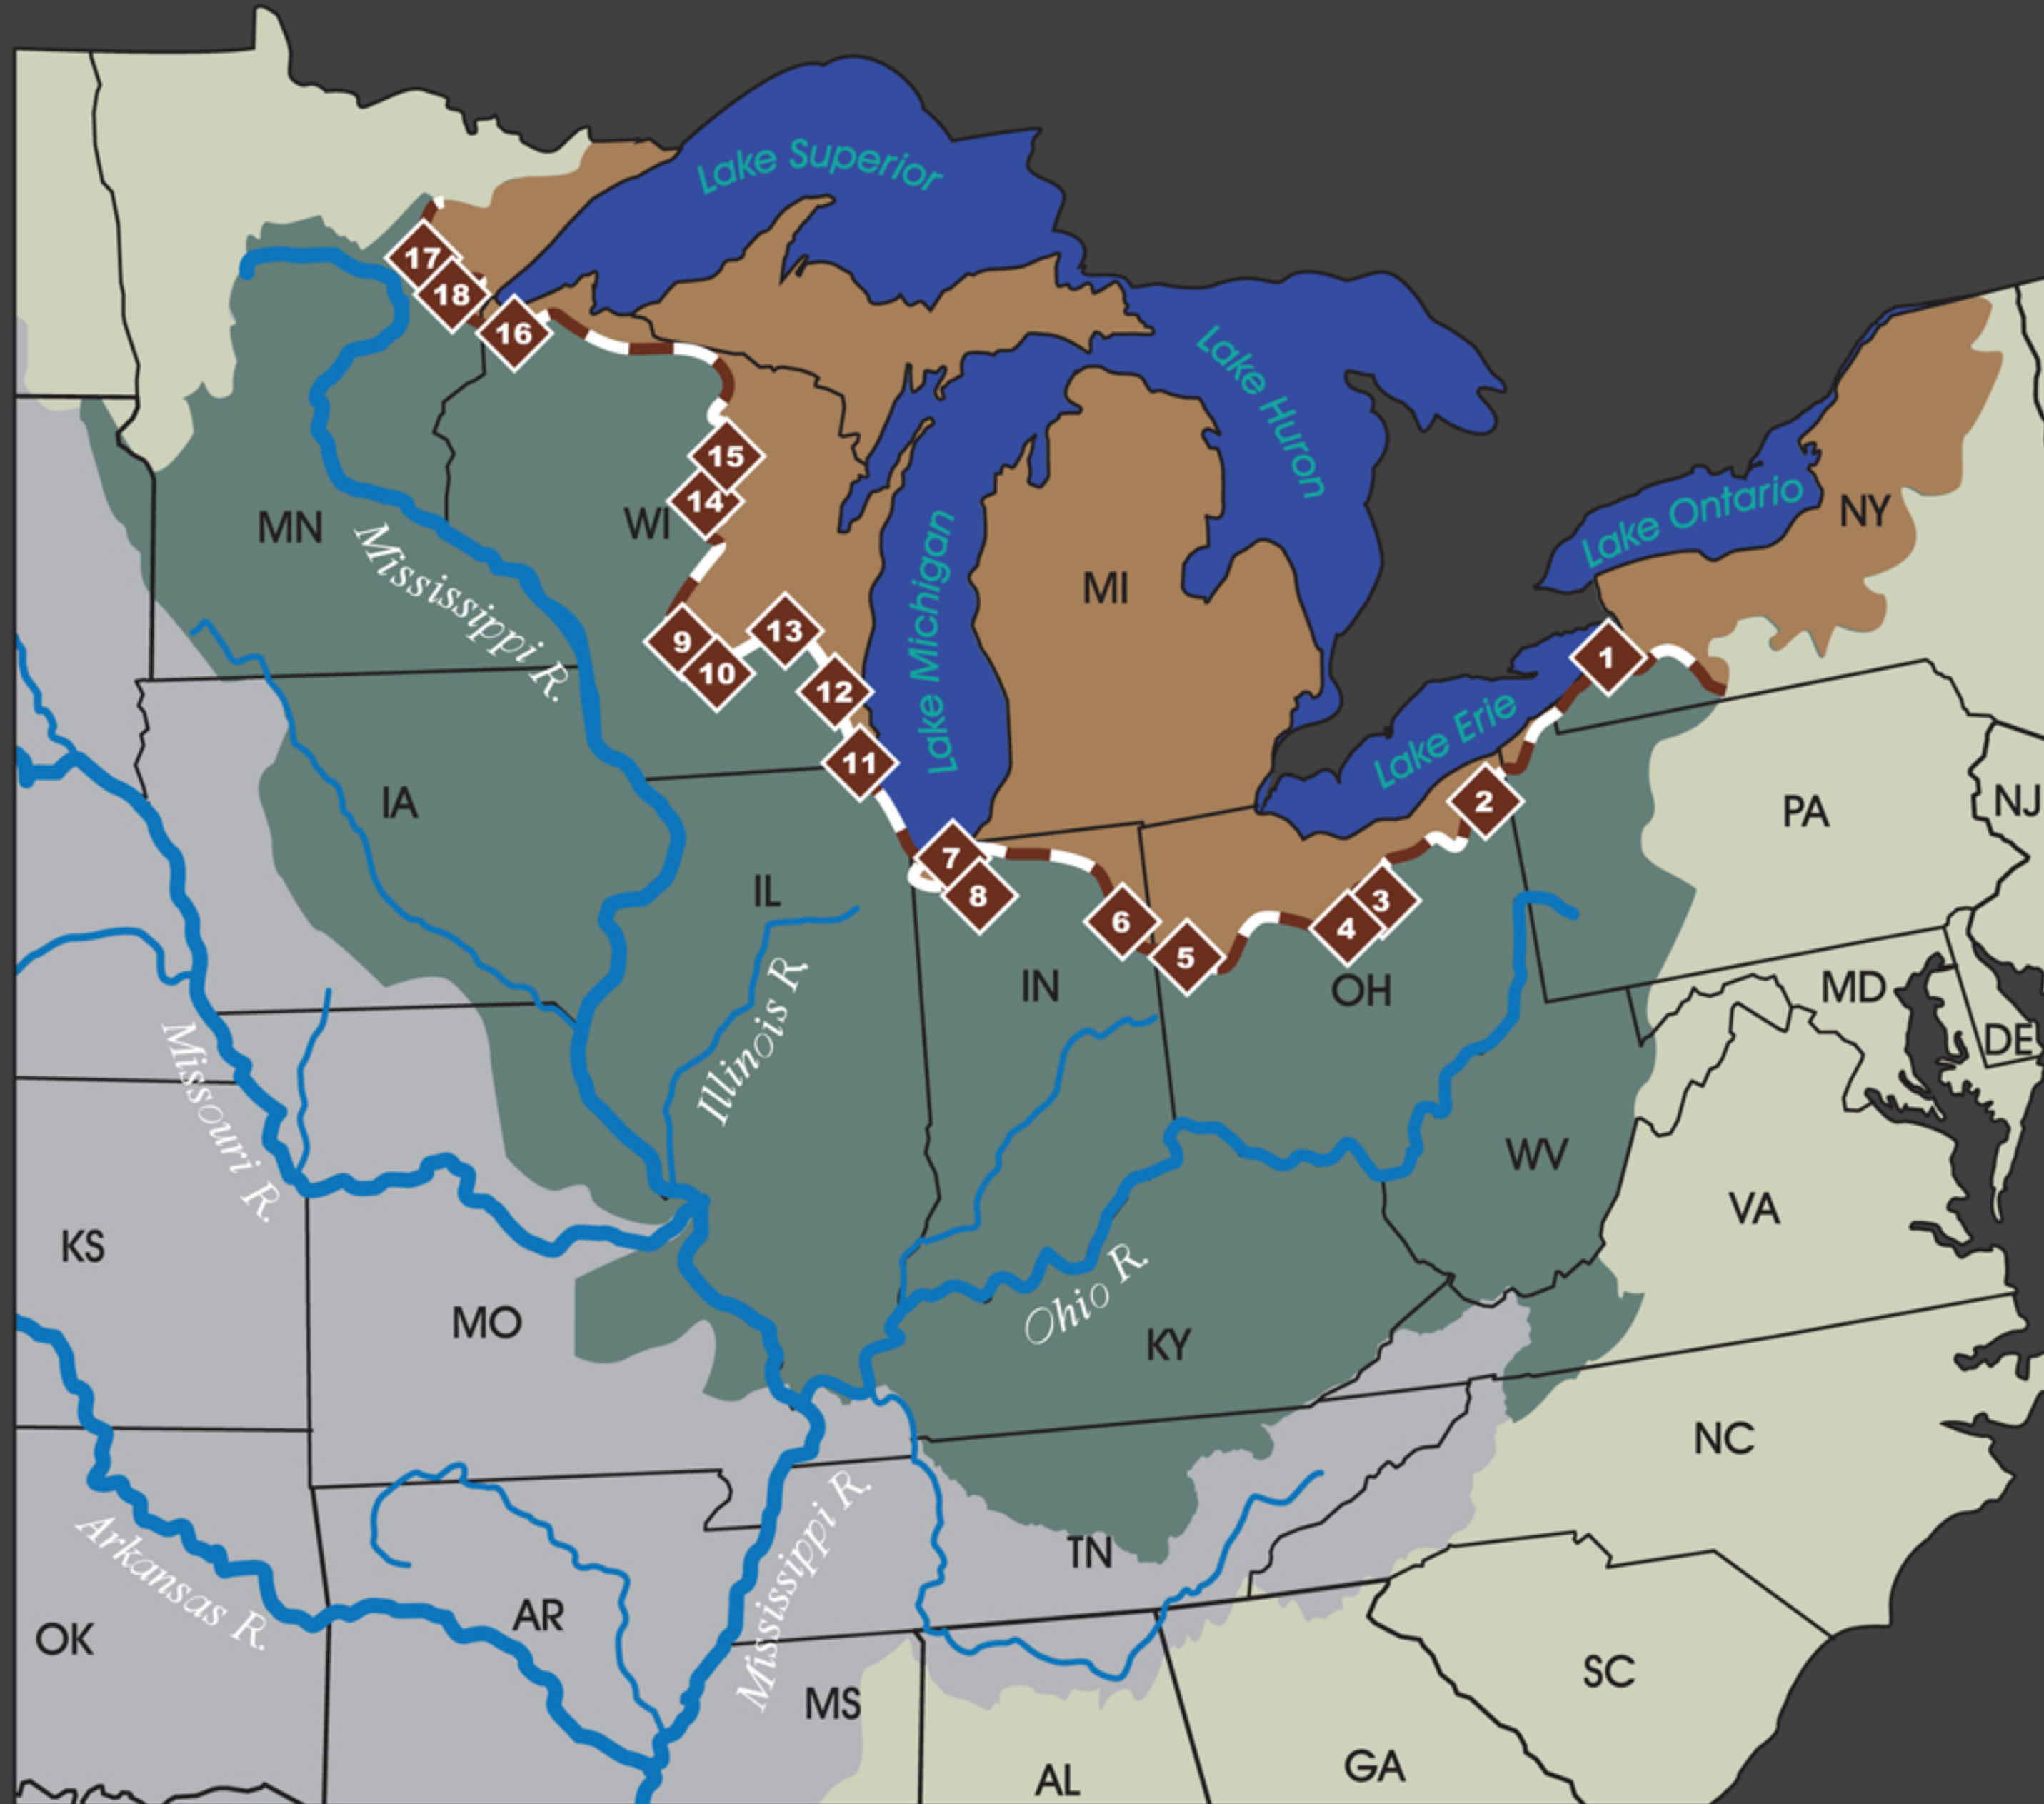 Lake Superior
17
18
16
Lake Huron
15
14
MN
WI
Mississippi R.
Lake Michigan
MI
Lake Ontario
NY
9
10
13
12
11
1
Lake Erie
2
IA
IL
7
8
6
5
3
4
PA
NJ
IN
OH
MD
DE
Missouri R.
Illinois R.
WV
VA
KS
MO
Ohio R.
KY
NC
Arkansas R.
Mississippi R.
TN
OK
AR
MS
SC
AL
GA